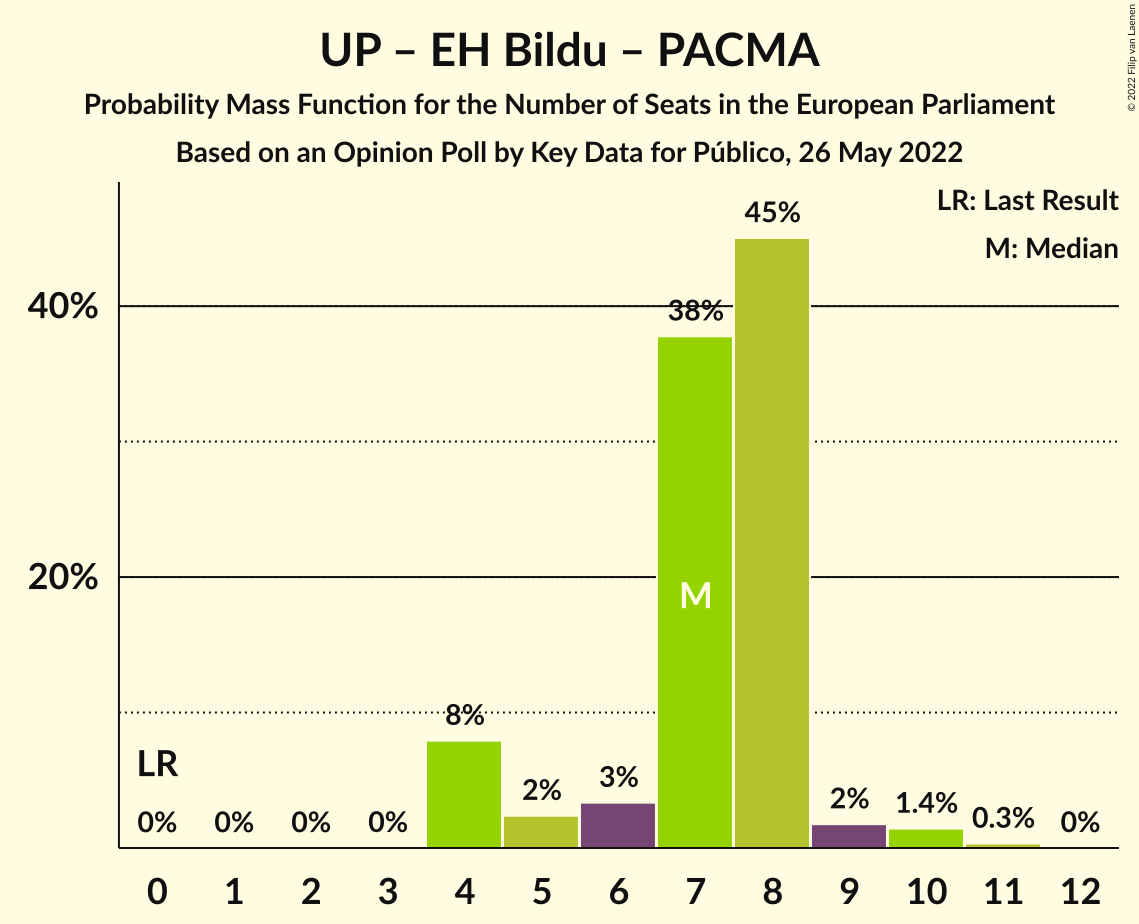 UP – EH Bildu – PACMA
Probability Mass Function for the Number of Seats in the European Parliament
Based on an Opinion Poll by Key Data for Público, 26 May 2022
© 2022 Filip van Laenen
LR: Last Result
M: Median
45%
40%
38%
20%
M
8%
LR
3%
2%
2%
1.4%
0.3%
0%
0%
0%
0%
0%
0 1 2 3 4 5 6 7 8 9 10 11 12